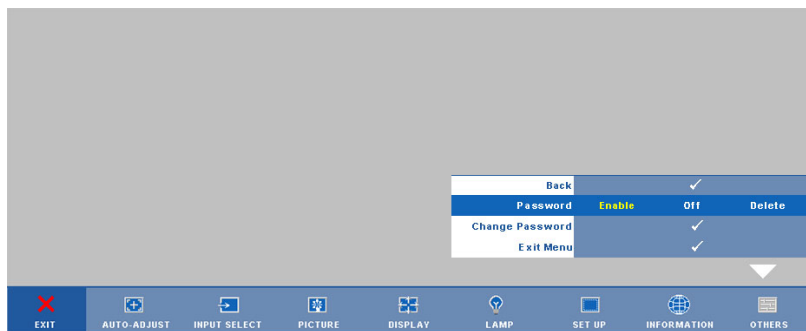 Back
Password Enable Off Delete
Change Password
Exit Menu
EXIT AUTO-ADJUST INPUT SELECT PICTURE DISPLAY LAMP SET UP INFORMATION OTHERS